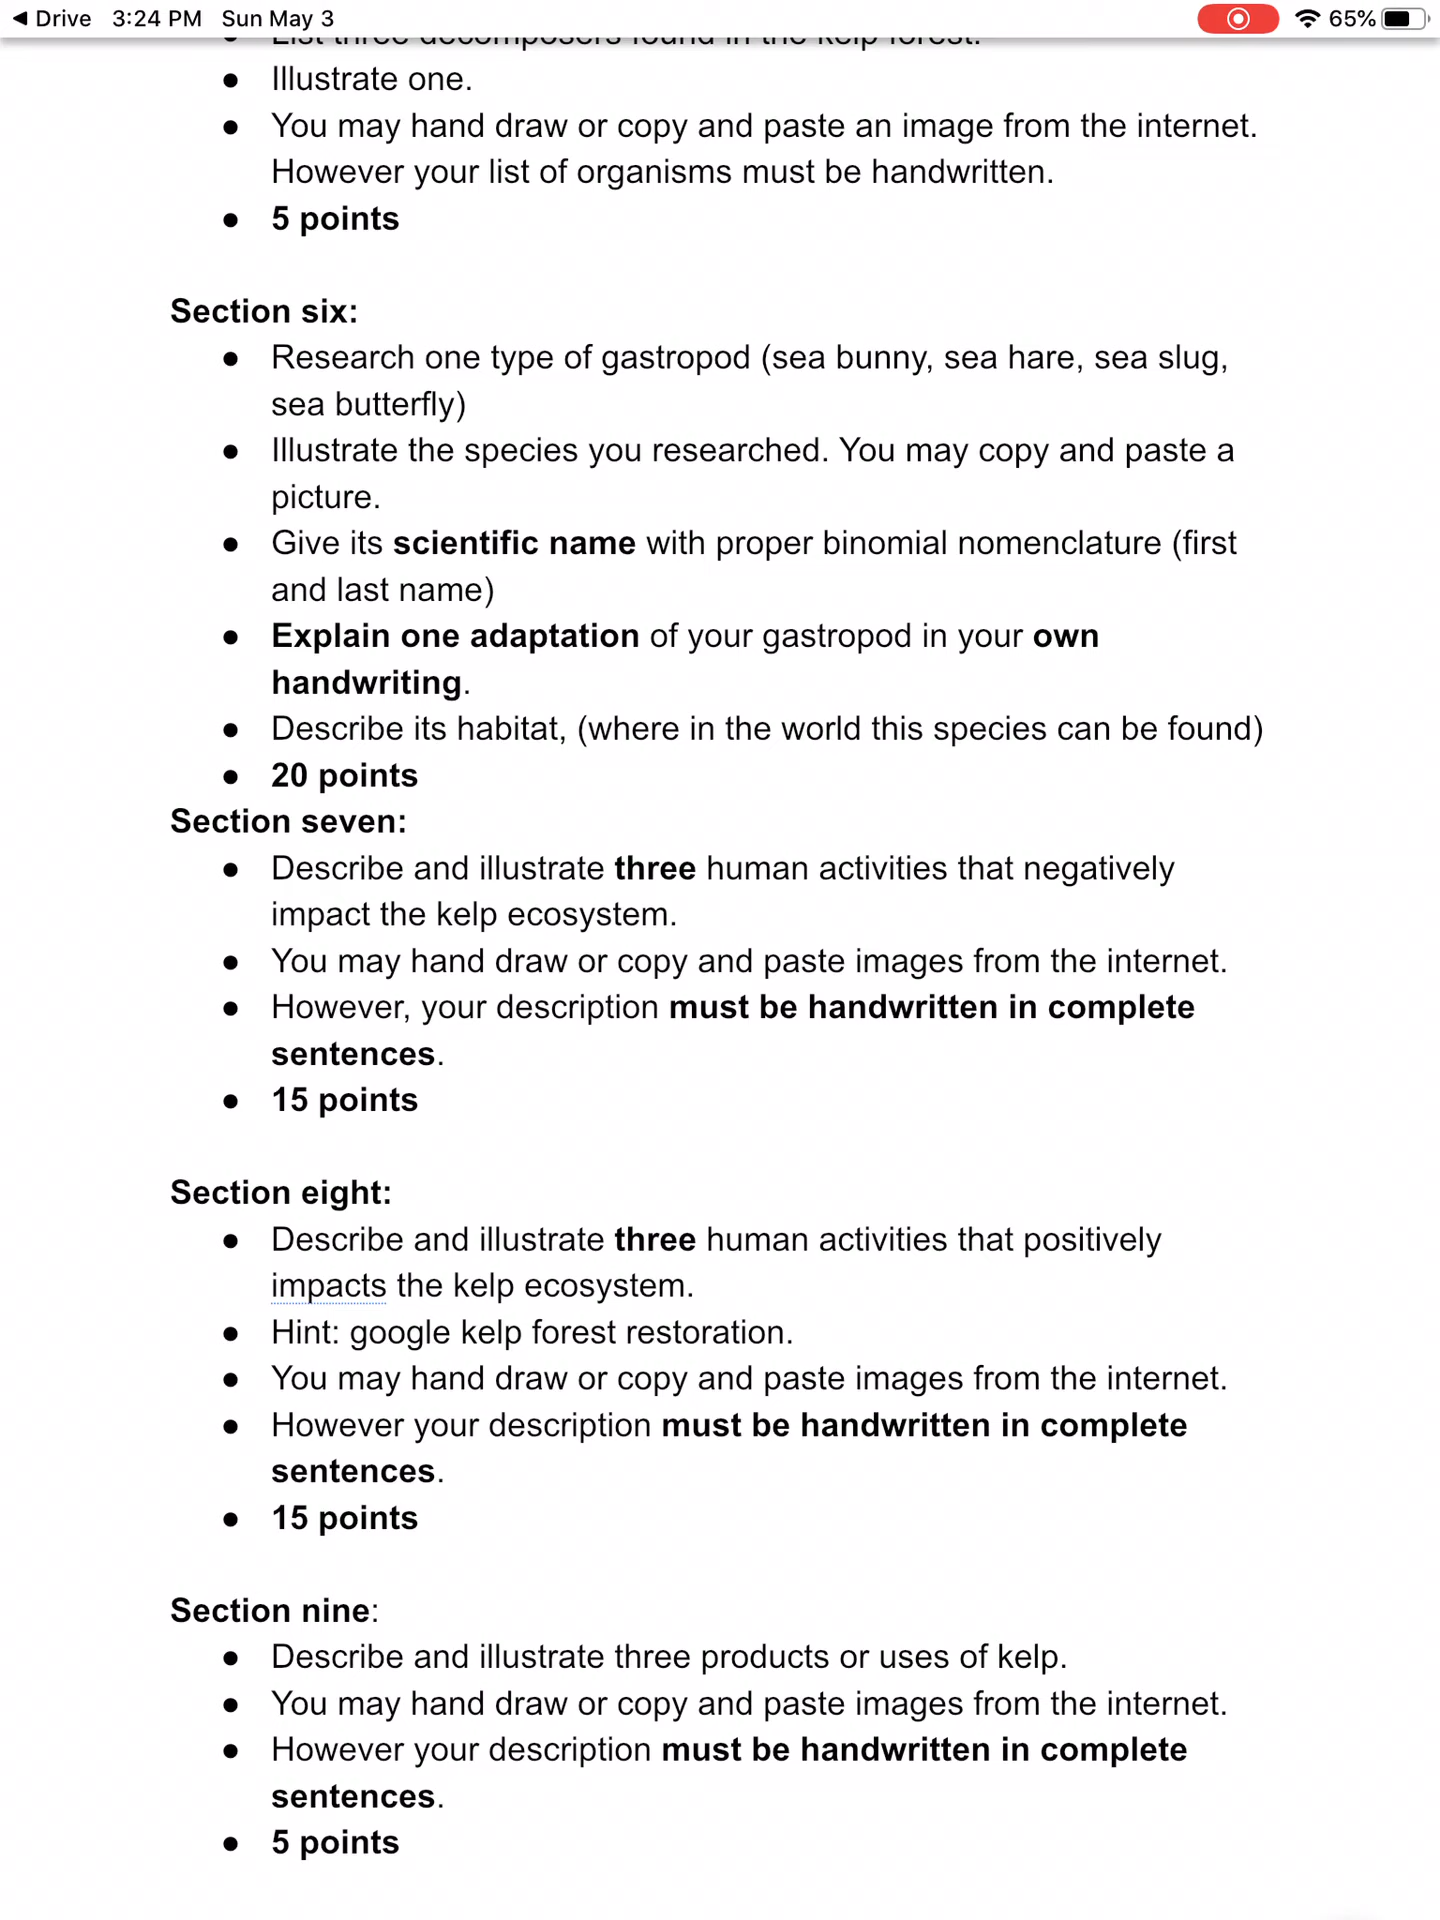 ◀ Drive 3:24 PM Sun May 3 65%
● List three decomposers found in the kelp forest.
● Illustrate one.
● You may hand draw or copy and paste an image from the internet.
However your list of organisms must be handwritten.
● 5 points
Section six:
● Research one type of gastropod (sea bunny, sea hare, sea slug,
sea butterfly)
● Illustrate the species you researched. You may copy and paste a
picture.
● Give its scientific name with proper binomial nomenclature (first
and last name)
● Explain one adaptation of your gastropod in your own
handwriting.
● Describe its habitat, (where in the world this species can be found)
● 20 points
Section seven:
● Describe and illustrate three human activities that negatively
impact the kelp ecosystem.
● You may hand draw or copy and paste images from the internet.
● However, your description must be handwritten in complete
sentences.
● 15 points
Section eight:
● Describe and illustrate three human activities that positively
impacts the kelp ecosystem.
● Hint: google kelp forest restoration.
● You may hand draw or copy and paste images from the internet.
● However your description must be handwritten in complete
sentences.
● 15 points
Section nine:
● Describe and illustrate three products or uses of kelp.
● You may hand draw or copy and paste images from the internet.
● However your description must be handwritten in complete
sentences.
● 5 points